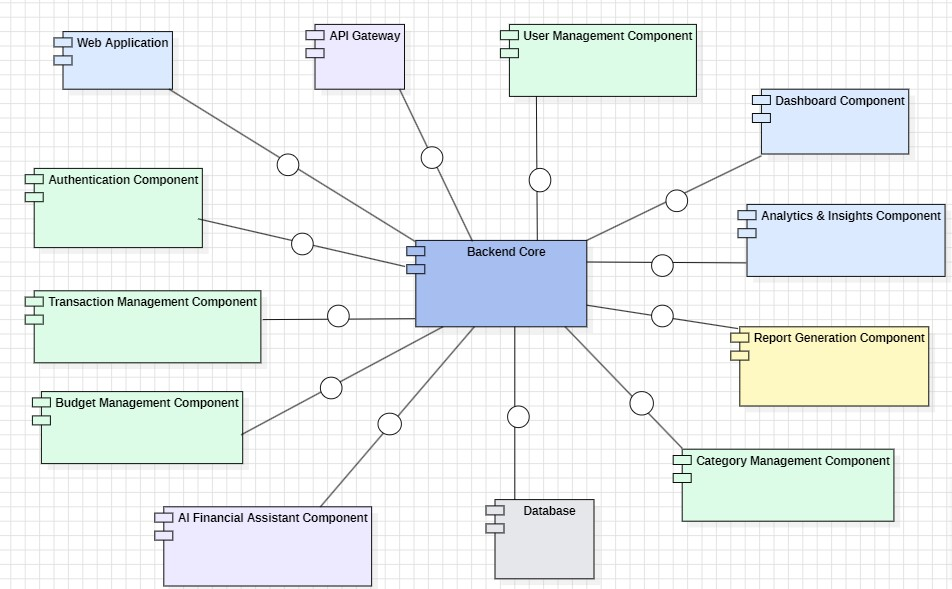 Web Application
API Gateway
User Management Component
Dashboard Component
Authentication Component
Analytics & Insights Component
Backend Core
Transaction Management Component
Report Generation Component
Budget Management Component
Category Management Component
AI Financial Assistant Component
Database